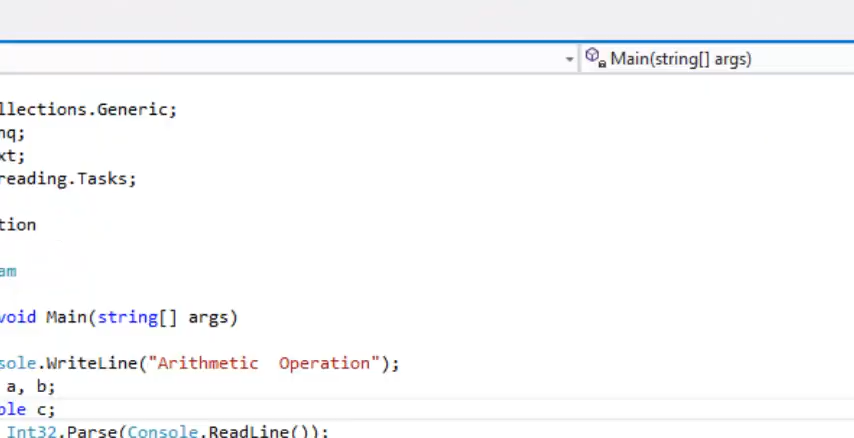 Main(string[] args)
llections.Generic;
nq;
xt;
reading.Tasks;
tion
am
void Main(string[] args)
sole.WriteLine("Arithmetic  Operation");
a, b;
ble c;
Int32.Parse(Console.ReadLine());